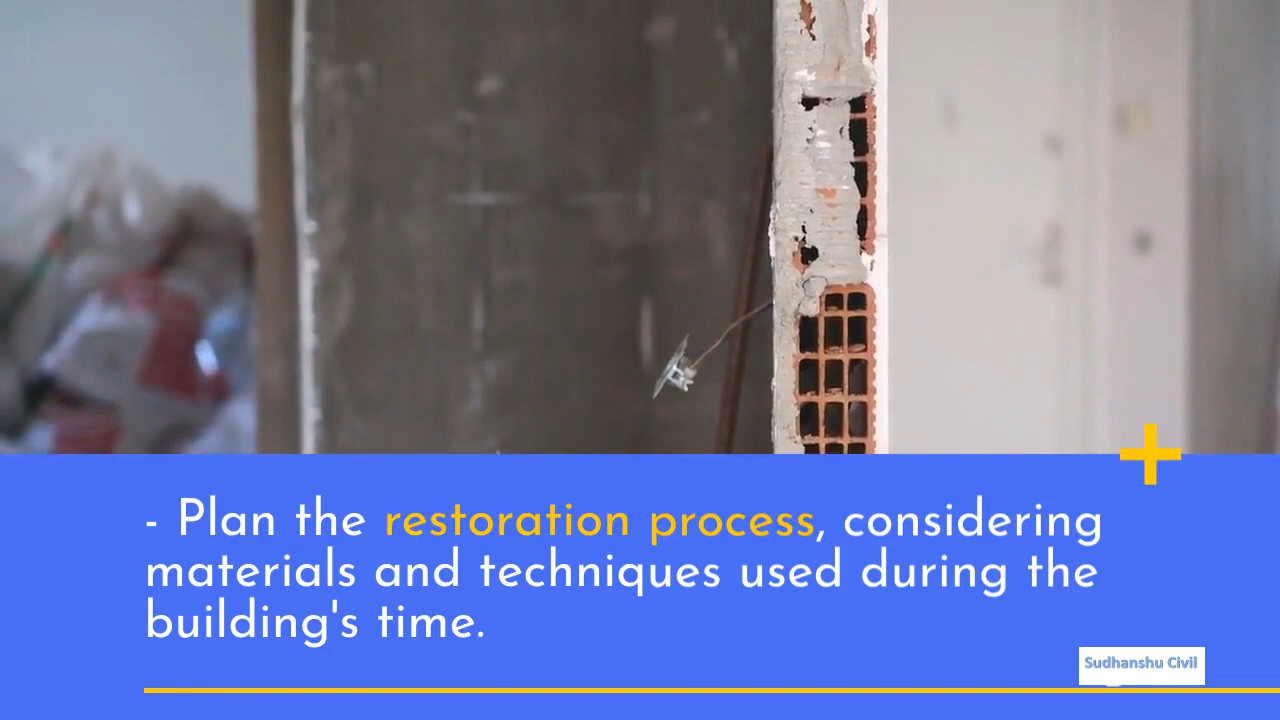 - Plan the restoration process, considering
materials and techniques used during the
building's time.
Sudhanshu Civil